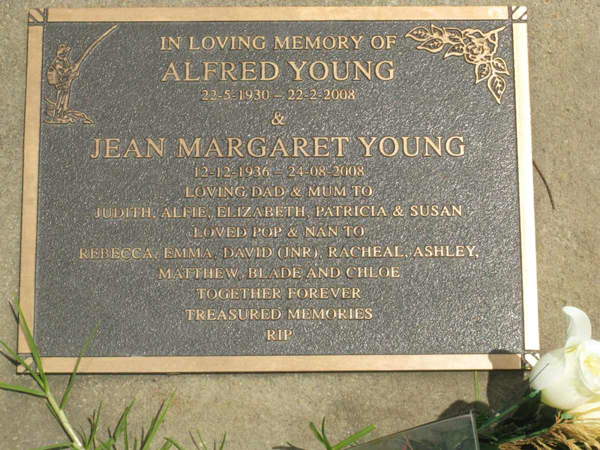 IN LOVING MEMORY OF
ALFRED YOUNG
22-5-1930 – 22-2-2008
&
JEAN MARGARET YOUNG
12-12-1936 – 24-08-2008
LOVING DAD & MUM TO
JUDITH, ALFIE, ELIZABETH, PATRICIA & SUSAN
LOVED POP & NAN TO
REBECCA, EMMA, DAVID (JNR), RACHEAL, ASHLEY,
MATTHEW, BLADE AND CHLOE
TOGETHER FOREVER
TREASURED MEMORIES
RIP